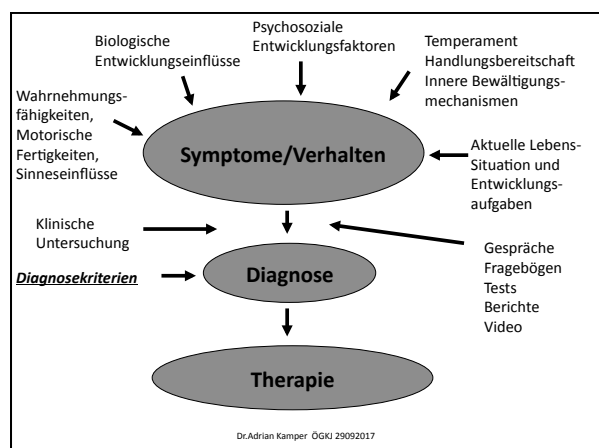 Biologische
Entwicklungseinflüsse
Psychosoziale
Entwicklungsfaktoren
Temperament
Handlungsbereitschaft
Innere Bewältigungs-
mechanismen
Wahrnehmungs-
fähigkeiten,
Motorische
Fertigkeiten,
Sinneseinflüsse
Symptome/Verhalten
Aktuelle Lebens-
Situation und
Entwicklungs-
aufgaben
Klinische
Untersuchung
Diagnosekriterien
Diagnose
Gespräche
Fragebögen
Tests
Berichte
Video
Therapie
Dr.Adrian Kamper ÖGKJ 29092017